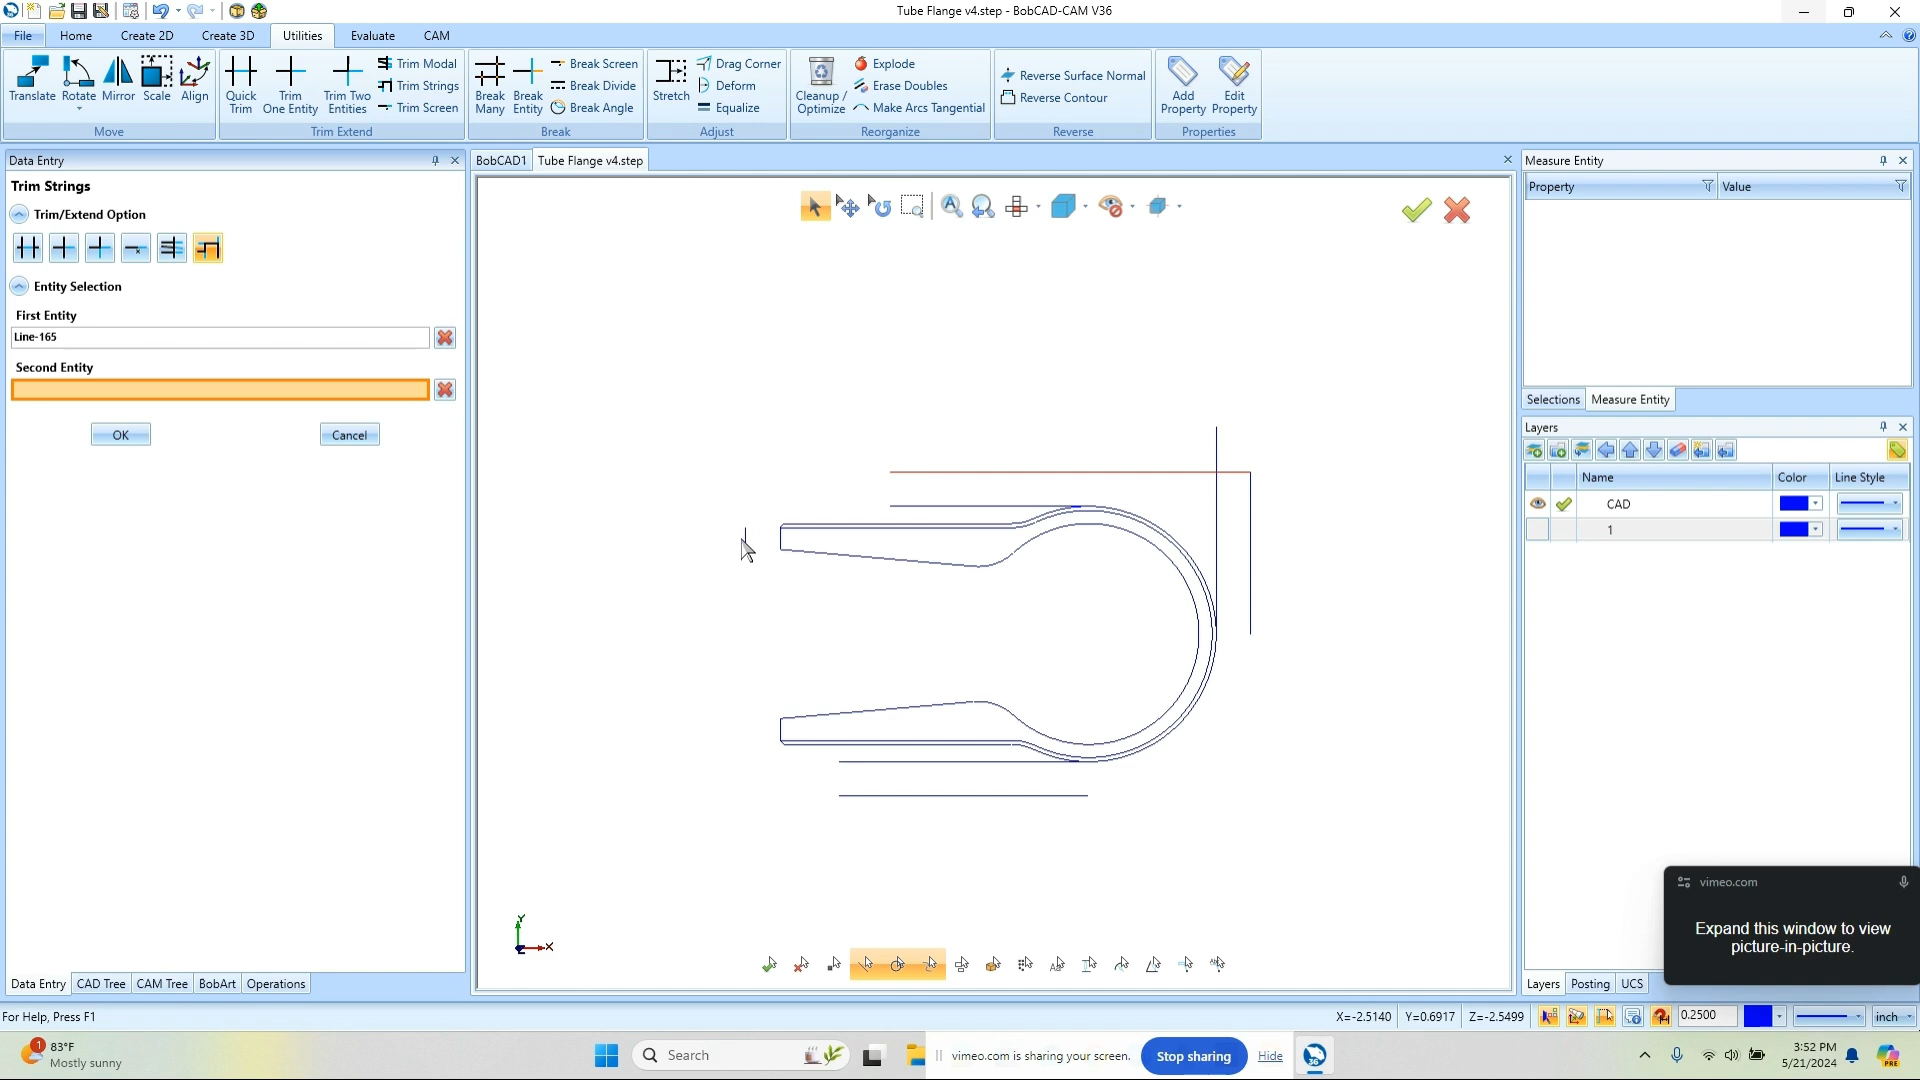 Tube Flange v4.step - BobCAD-CAM V36
File Home Create 2D Create 3D Utilities Evaluate CAM
Translate Rotate Mirror Scale Align
Move
Quick Trim
Trim One Entity
Trim Two Entities
Trim Modal
Trim Strings
Trim Screen
Trim Extend
Break Many
Break Entity
Break Screen
Break Divide
Break Angle
Break
Stretch
Drag Corner
Deform
Equalize
Adjust
Cleanup / Optimize
Explode
Erase Doubles
Make Arcs Tangential
Reorganize
Reverse Surface Normal
Reverse Contour
Reverse
Add Property
Edit Property
Properties
Data Entry
Trim Strings
Trim/Extend Option
Entity Selection
First Entity
Line-165
Second Entity
OK Cancel
BobCAD1 Tube Flange v4.step
Y
X
Measure Entity
Property Value
Selections Measure Entity
Layers
Name Color Line Style
CAD
1
vimeo.com
Expand this window to view
picture-in-picture.
Data Entry CAD Tree CAM Tree BobArt Operations
Layers Posting UCS
For Help, Press F1
X=-2.5140 Y=0.6917 Z=-2.5499
0.2500
inch
1
83°F
Mostly sunny
Search
vimeo.com is sharing your screen. Stop sharing Hide
3:52 PM
5/21/2024
PRE